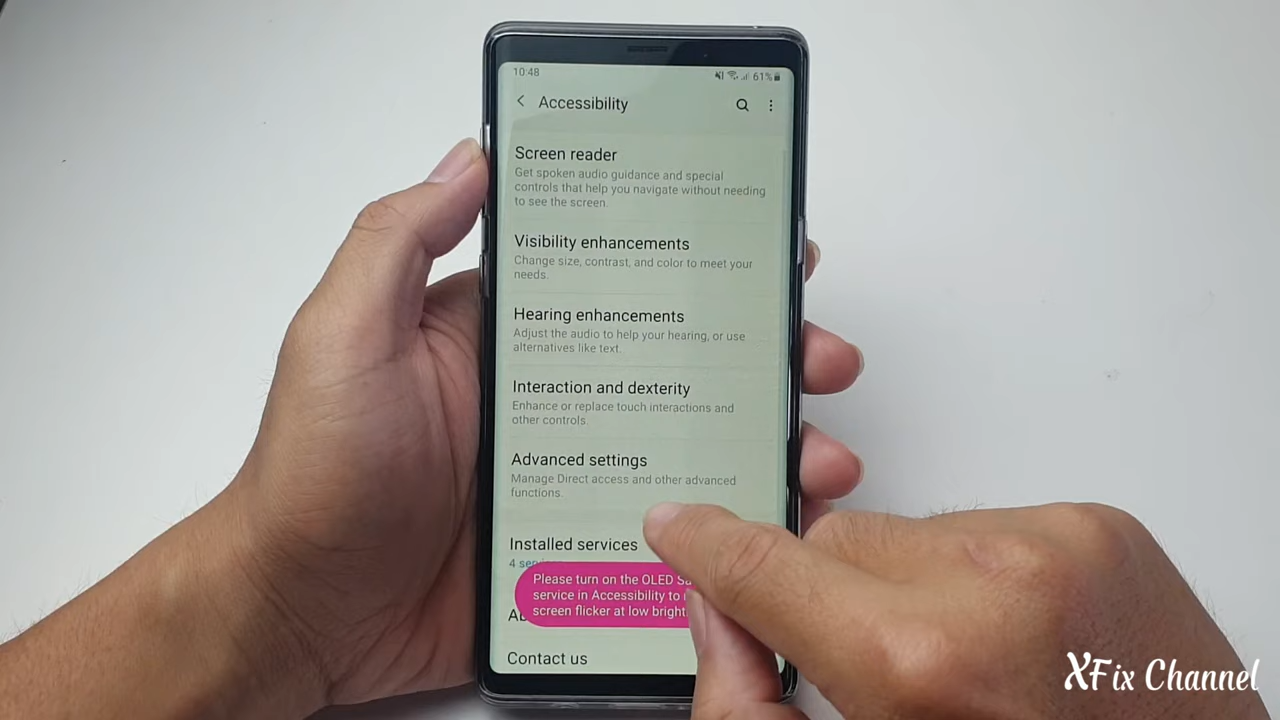 10:48
61%
Accessibility
Screen reader
Get spoken audio guidance and special
controls that help you navigate without needing
to see the screen.
Visibility enhancements
Change size, contrast, and color to meet your
needs.
Hearing enhancements
Adjust the audio to help your hearing, or use
alternatives like text.
Interaction and dexterity
Enhance or replace touch interactions and
other controls.
Advanced settings
Manage Direct access and other advanced
functions.
Installed services
4
Please turn on the OLED
service in Accessibility to
screen flicker at low
Contact us
XFix Channel